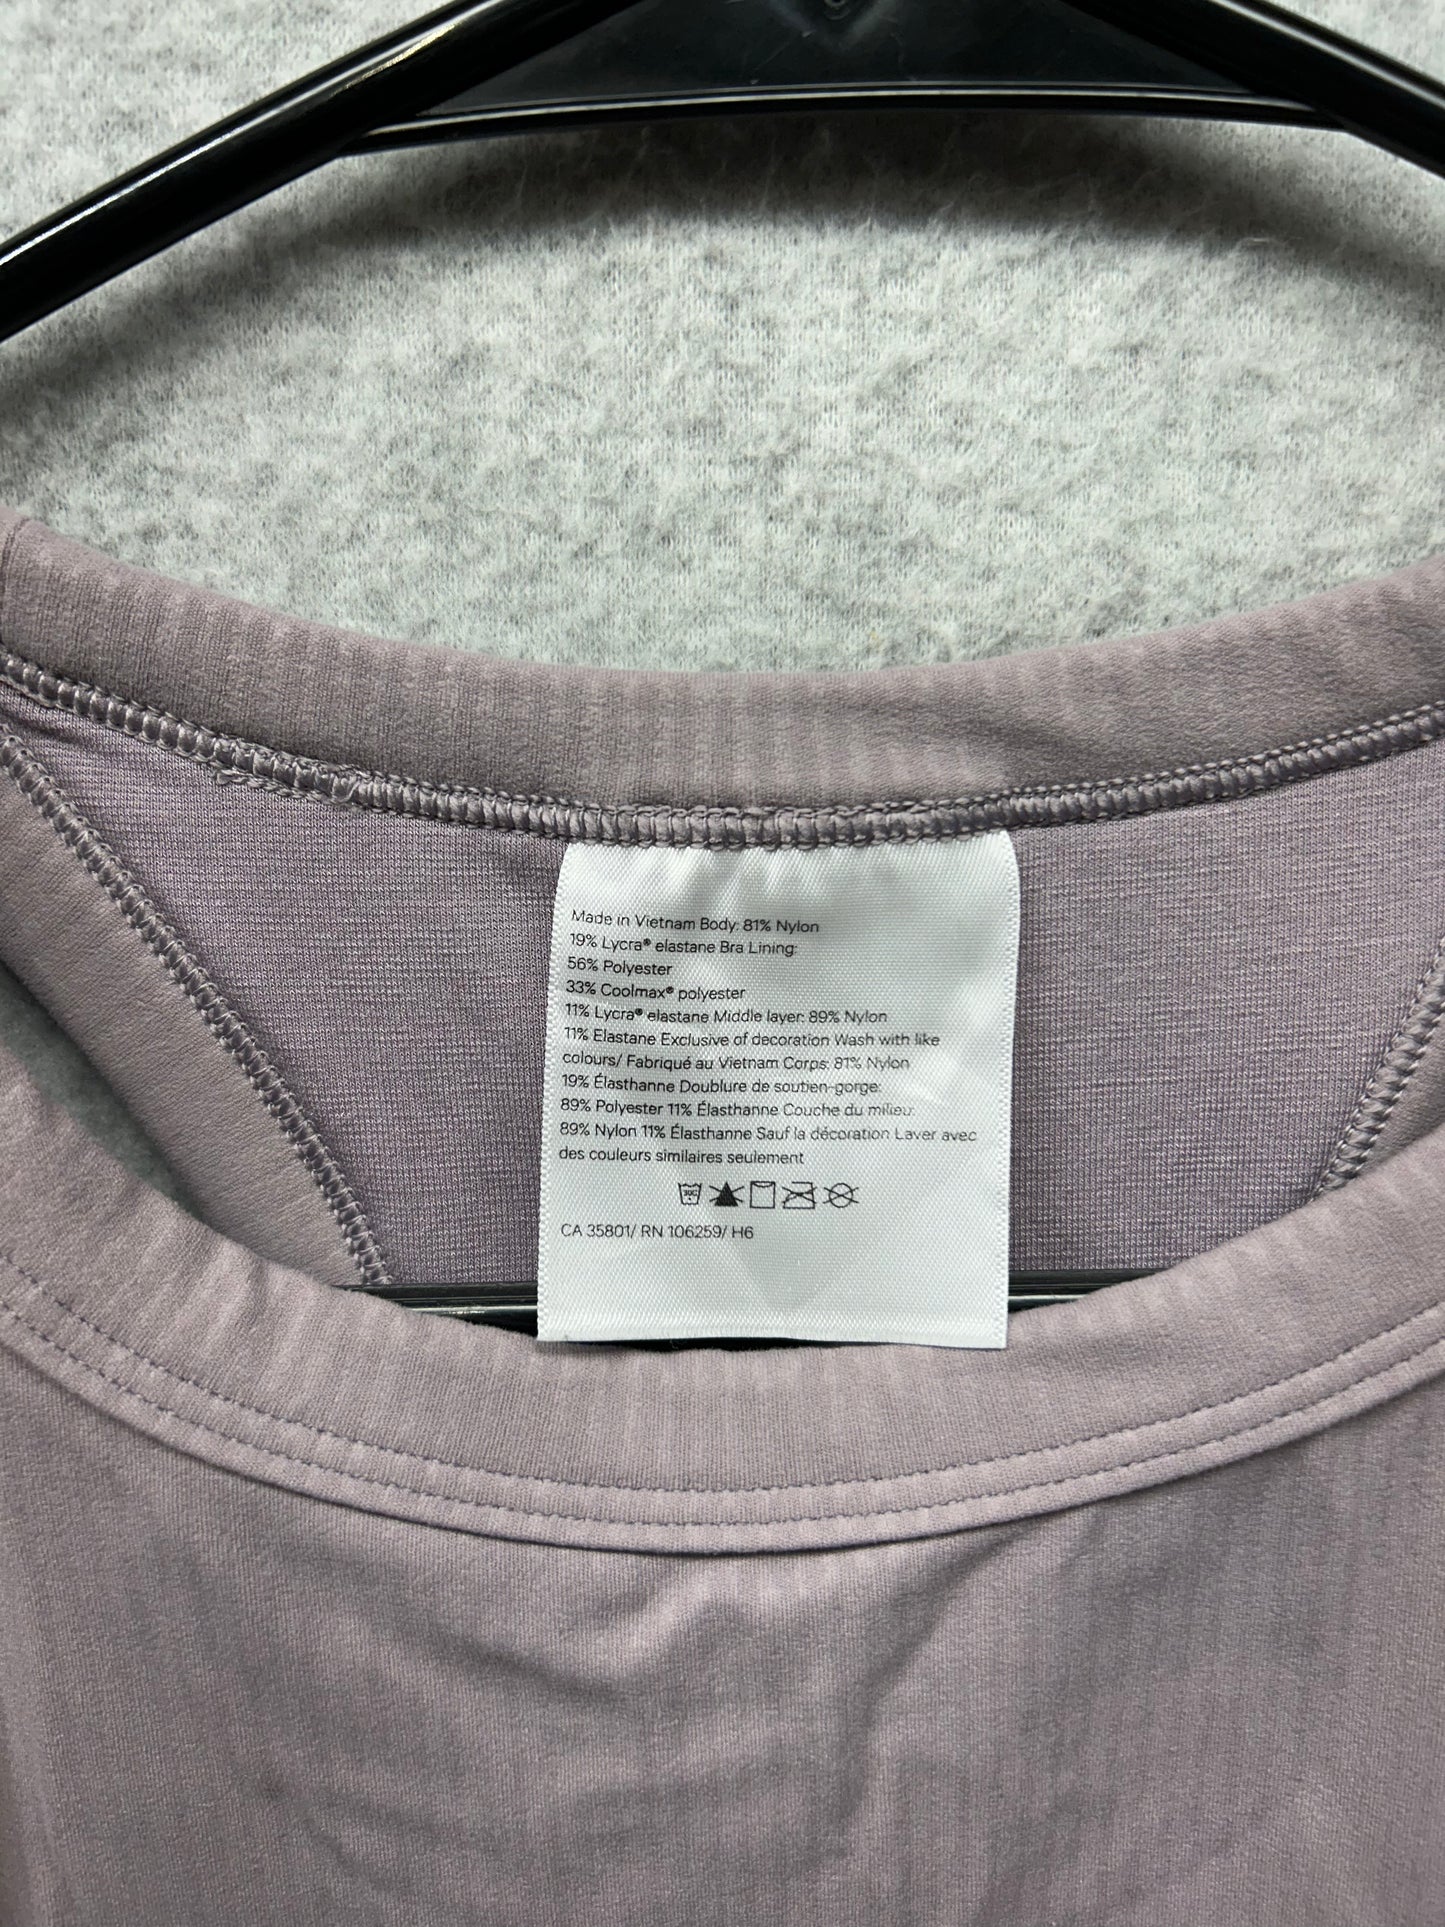 Made in Vietnam Body: 81% Nylon
19% Lycra® elastane Bra Lining:
56% Polyester
33% Coolmax® polyester
11% Lycra® elastane Middle layer: 89% Nylon
11% Elastane Exclusive of decoration Wash with like
colours/ Fabriqué au Vietnam Corps: 81% Nylon
19% Élasthanne Doublure de soutien-gorge:
89% Polyester 11% Élasthanne Couche du milieu:
89% Nylon 11% Élasthanne Sauf la décoration Laver avec
des couleurs similaires seulement
30C
CA 35801/ RN 106259/ H6